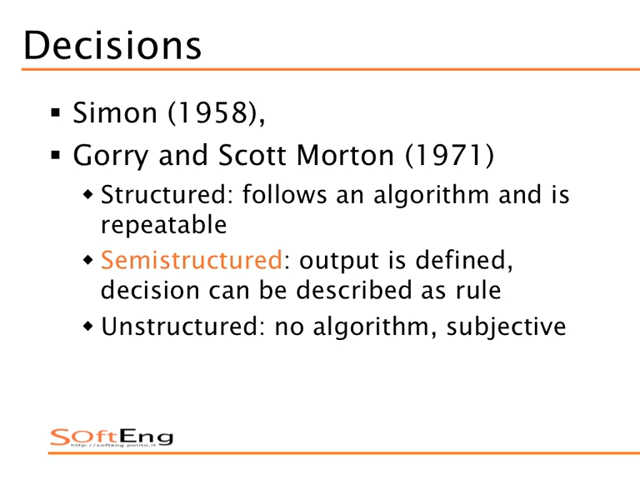 Decisions
▪ Simon (1958),
▪ Gorry and Scott Morton (1971)
◆ Structured: follows an algorithm and is
repeatable
◆ Semistructured: output is defined,
decision can be described as rule
◆ Unstructured: no algorithm, subjective
SOftEng
http://softeng.polito.it